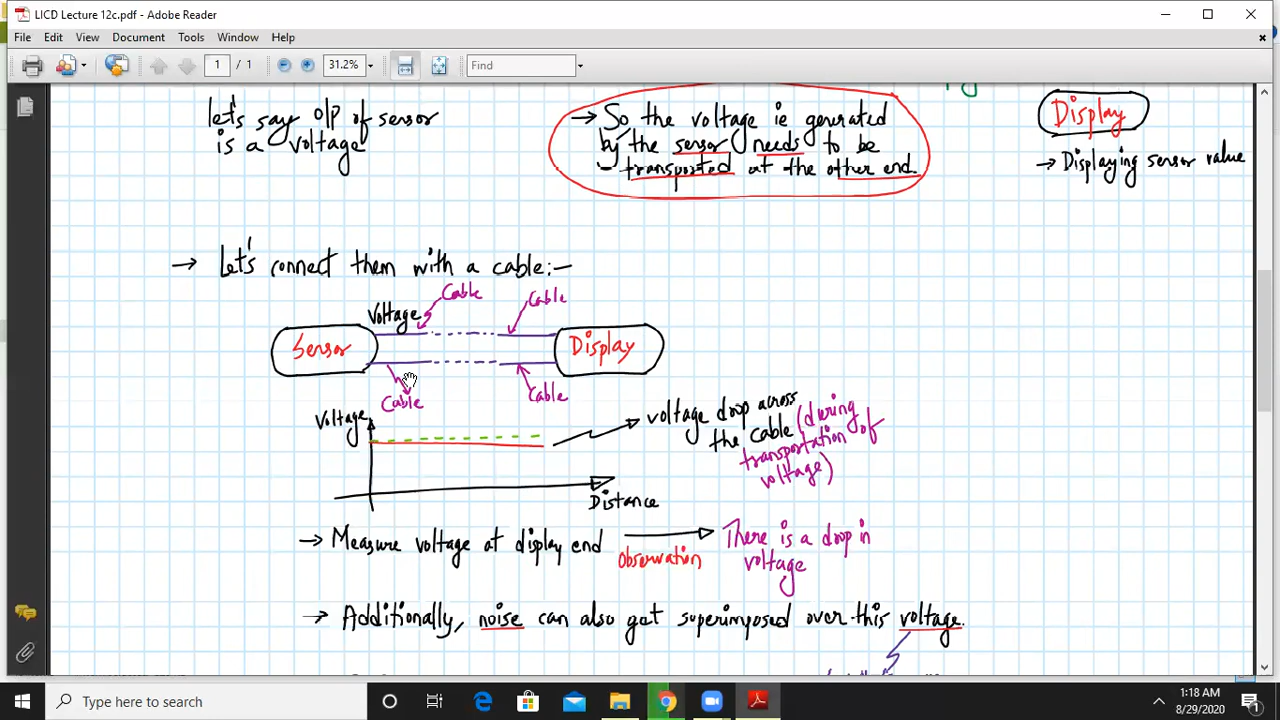 LICD Lecture 12c.pdf - Adobe Reader
File Edit View Document Tools Window Help
1 / 1 31.2% Find
let's say O/P of sensor
is a voltage
→ So the voltage ie generated
by the sensor needs to be
transported at the other end.
Display
→ Displaying sensor value
→ Let's connect them with a cable:-
Voltage
Cable
Cable
Sensor
Display
Cable
Cable
Voltage
Distance
voltage drop across
the cable (during
transportation of
voltage)
→ Measure voltage at display end
Observation
There is a drop in
voltage
→ Additionally, noise can also get superimposed over this voltage.
Type here to search
1:18 AM
8/29/2020
1